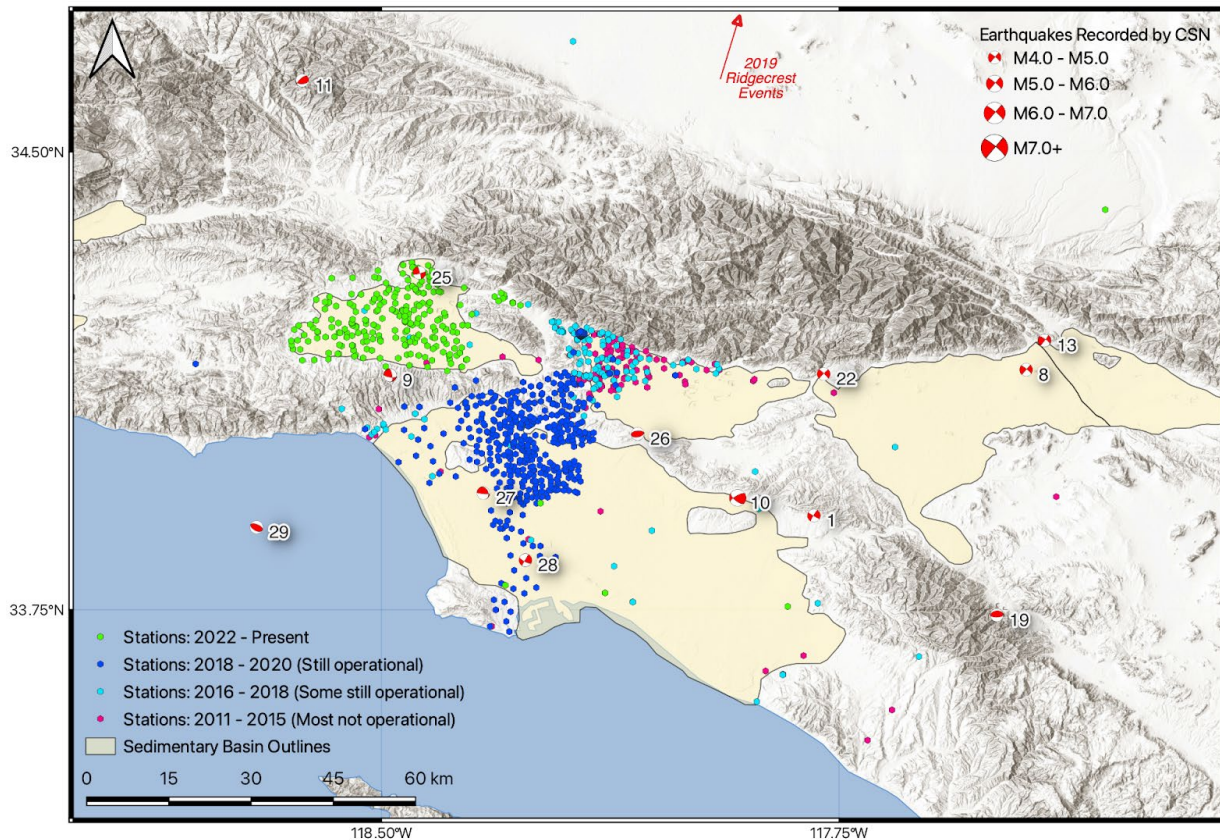 Earthquakes Recorded by CSN
M4.0 - M5.0
M5.0 - M6.0
M6.0 - M7.0
M7.0+
2019
Ridgecrest
Events
11
34.50°N
25
13
9
22
8
26
27
10
1
29
28
33.75°N
19
Stations: 2022 - Present
Stations: 2018 - 2020 (Still operational)
Stations: 2016 - 2018 (Some still operational)
Stations: 2011 - 2015 (Most not operational)
Sedimentary Basin Outlines
0 15 30 45 60 km
118.50°W 117.75°W